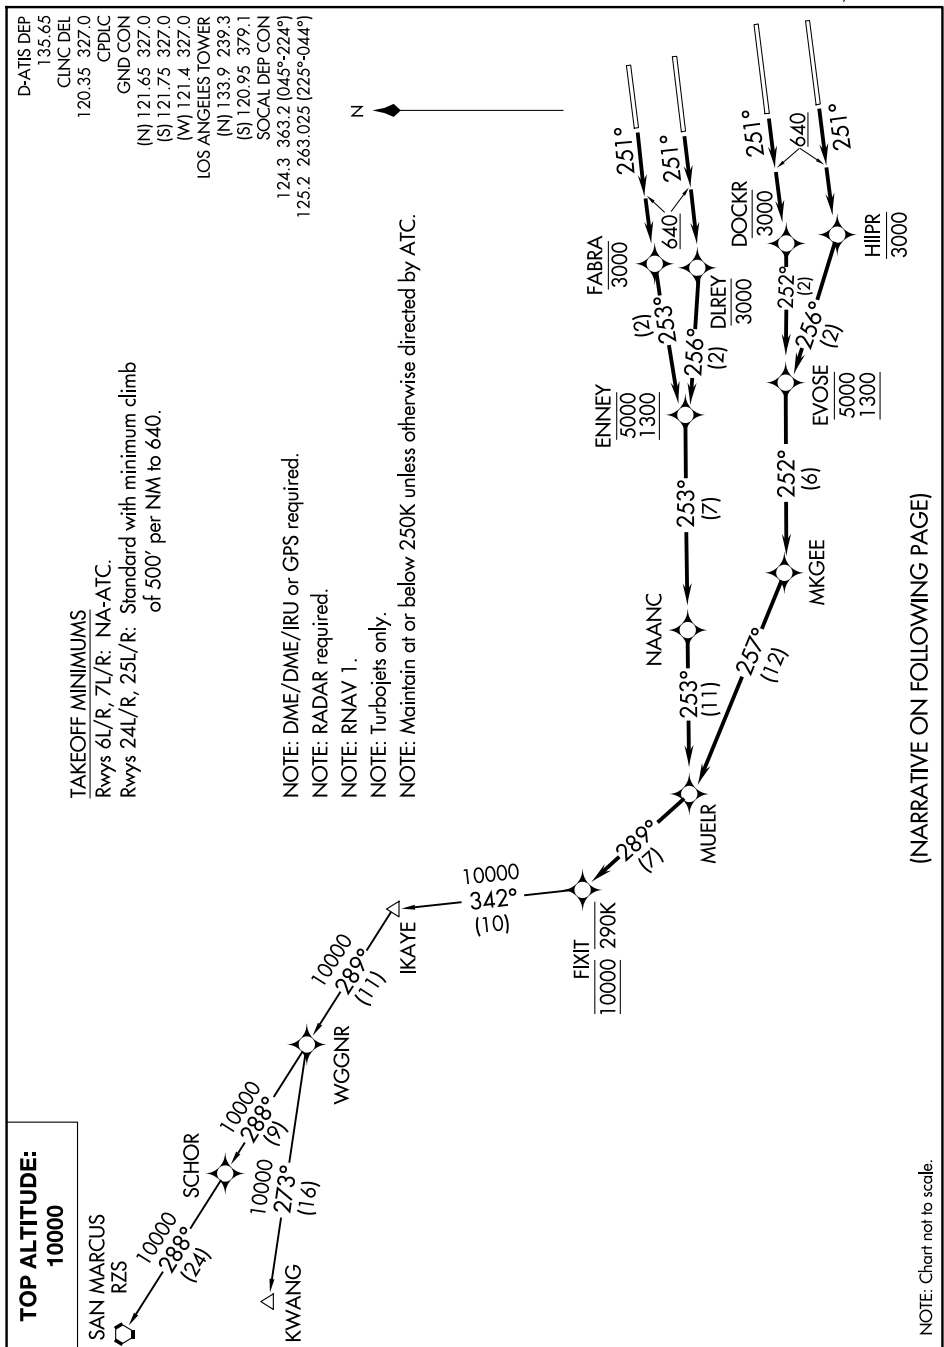 TOP ALTITUDE:
10000
D-ATIS DEP
135.65
CLNC DEL
120.35 327.0
CPDLC
GND CON
(N) 121.65 327.0
(S) 121.75 327.0
(W) 121.4 327.0
LOS ANGELES TOWER
(N) 133.9 239.3
(S) 120.95 379.1
SOCAL DEP CON
124.3 363.2 (045°-224°)
125.2 263.025 (225°-044°)
TAKEOFF MINIMUMS
Rwys 6L/R, 7L/R: NA-ATC.
Rwys 24L/R, 25L/R: Standard with minimum climb
of 500' per NM to 640.
NOTE: DME/DME/IRU or GPS required.
NOTE: RADAR required.
NOTE: RNAV 1.
NOTE: Turbojets only.
NOTE: Maintain at or below 250K unless otherwise directed by ATC.
N
SAN MARCUS
RZS
10000
288°
(24)
SCHOR
10000
288°
(9)
KWANG
10000
273°
(16)
WGGNR
10000
289°
(11)
IKAYE
10000
342°
(10)
FIXIT
10000 290K
289°
(7)
MUELR
253°
(11)
NAANC
253°
(7)
ENNEY
5000
1300
(2)
253°
FABRA
3000
251°
256°
(2)
DLREY
3000
640
251°
257°
(12)
MKGEE
252°
(6)
EVOSE
5000
1300
252°
(2)
DOCKR
3000
251°
640
256°
(2)
HIIPR
3000
251°
(NARRATIVE ON FOLLOWING PAGE)
NOTE: Chart not to scale.